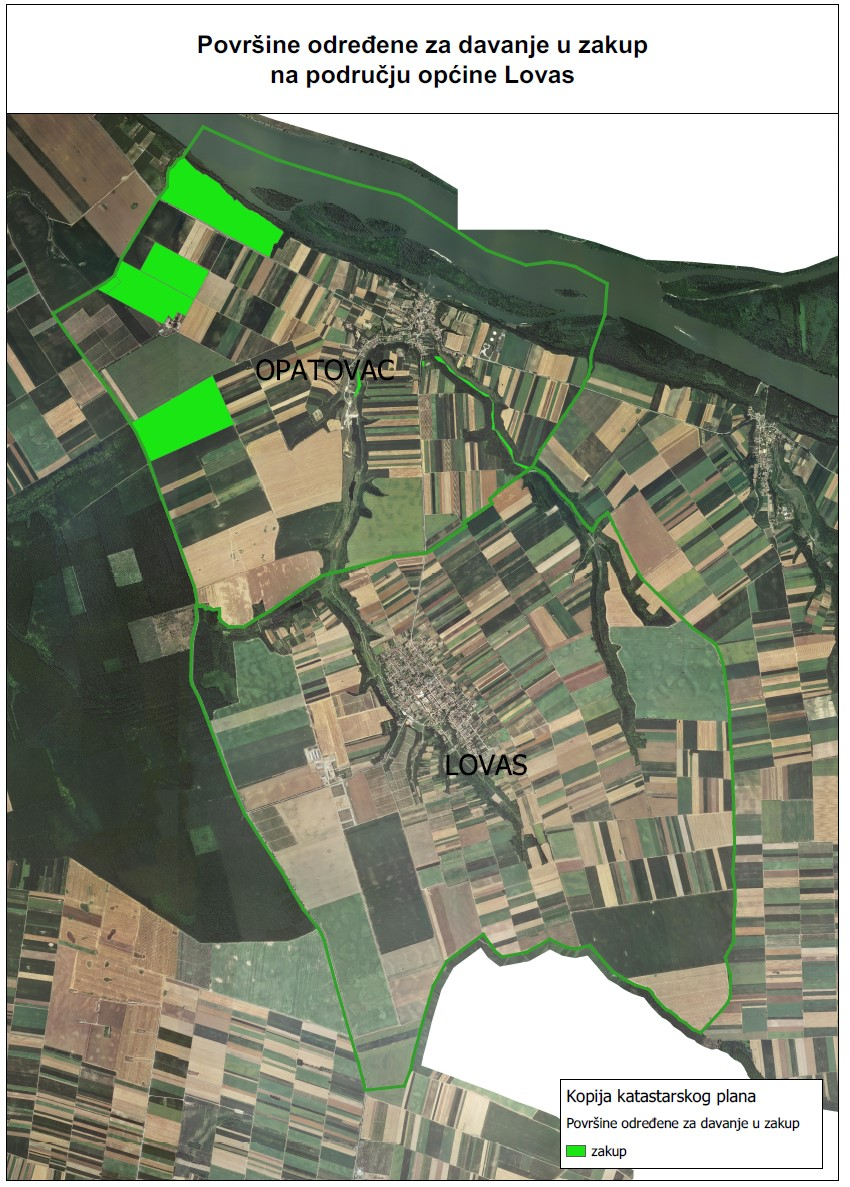 Površine određene za davanje u zakup
na području općine Lovas
OPATOVAC
LOVAS
Kopija katastarskog plana
Površine određene za davanje u zakup
zakup